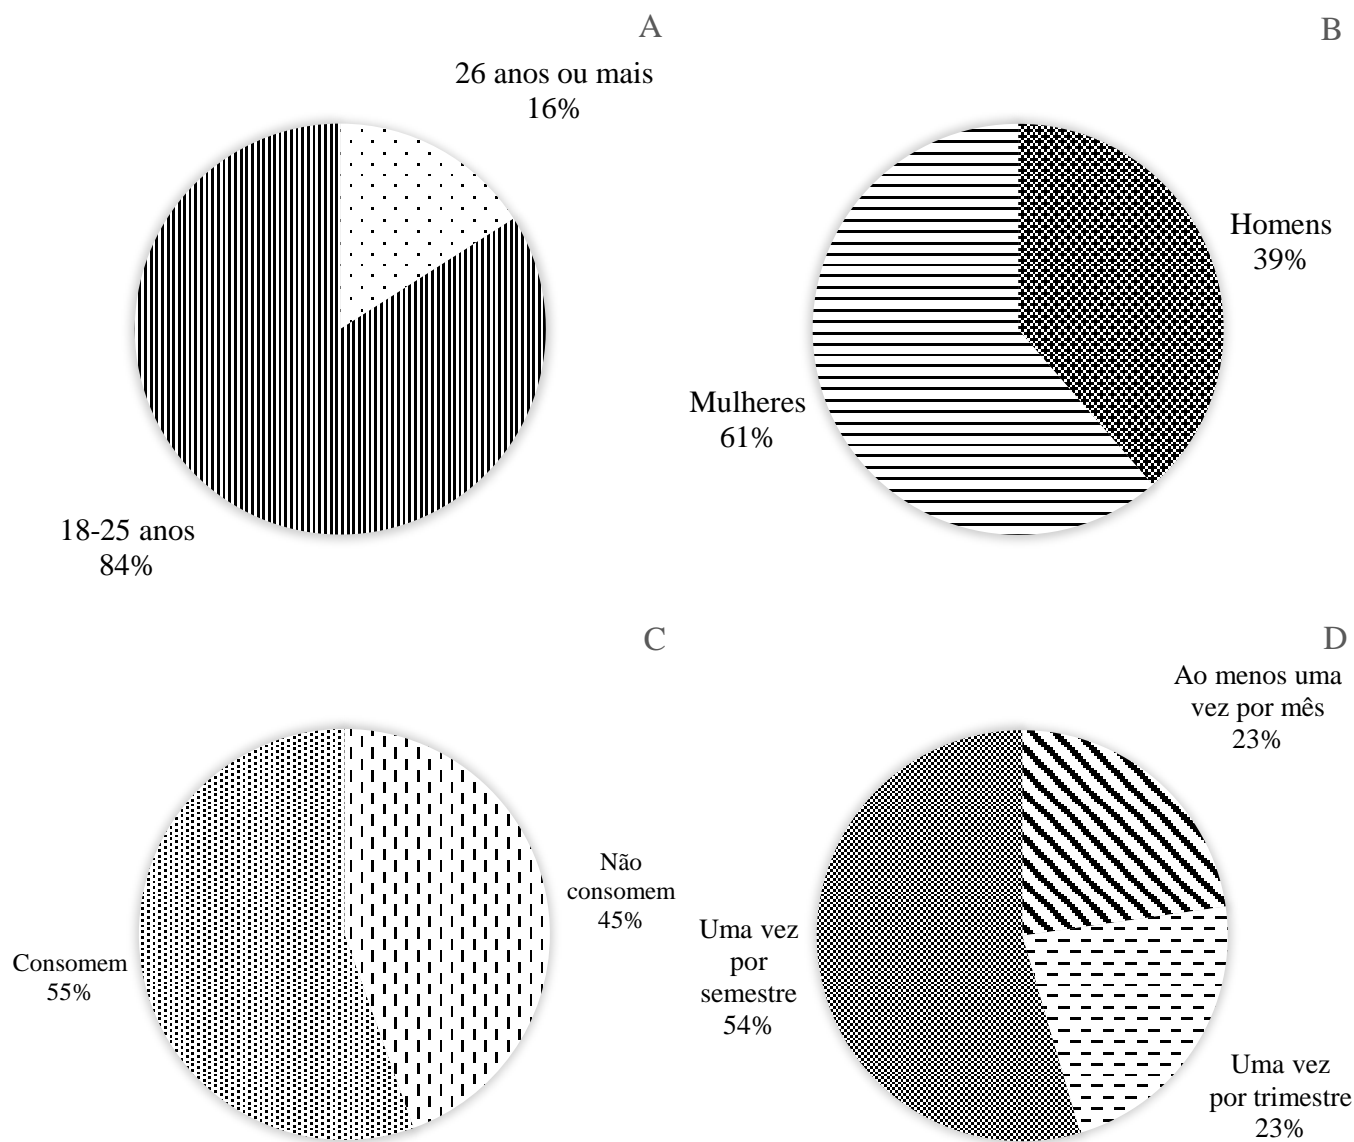 A
26 anos ou mais
16%
18-25 anos
84%
B
Homens
39%
Mulheres
61%
C
Não
consomem
45%
Consomem
55%
D
Ao menos uma
vez por mês
23%
Uma vez
por
semestre
54%
Uma vez
por trimestre
23%